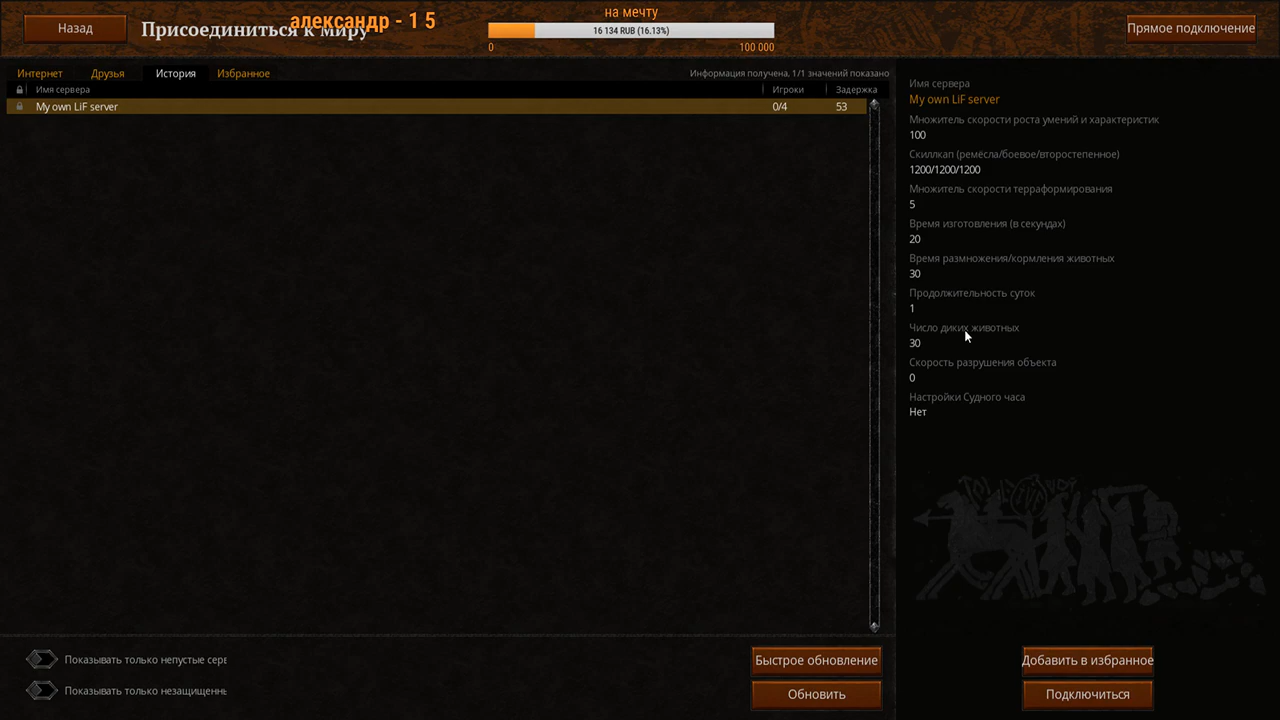 Назад
Присоединиться к миру
александр - 1 5
на мечту
16 134 RUB (16.13%)
0
100 000
Прямое подключение
Интернет
Друзья
История
Избранное
Информация получена, 1/1 значений показано
Имя сервера
Игроки
Задержка
My own LiF server
0/4
53
Имя сервера
My own LiF server
Множитель скорости роста умений и характеристик
100
Скиллкап (ремёсла/боевое/второстепенное)
1200/1200/1200
Множитель скорости терраформирования
5
Время изготовления (в секундах)
20
Время размножения/кормления животных
30
Продолжительность суток
1
Число диких животных
30
Скорость разрушения объекта
0
Настройки Судного часа
Нет
Показывать только непустые сере
Показывать только незащищеннь
Быстрое обновление
Обновить
Добавить в избранное
Подключиться